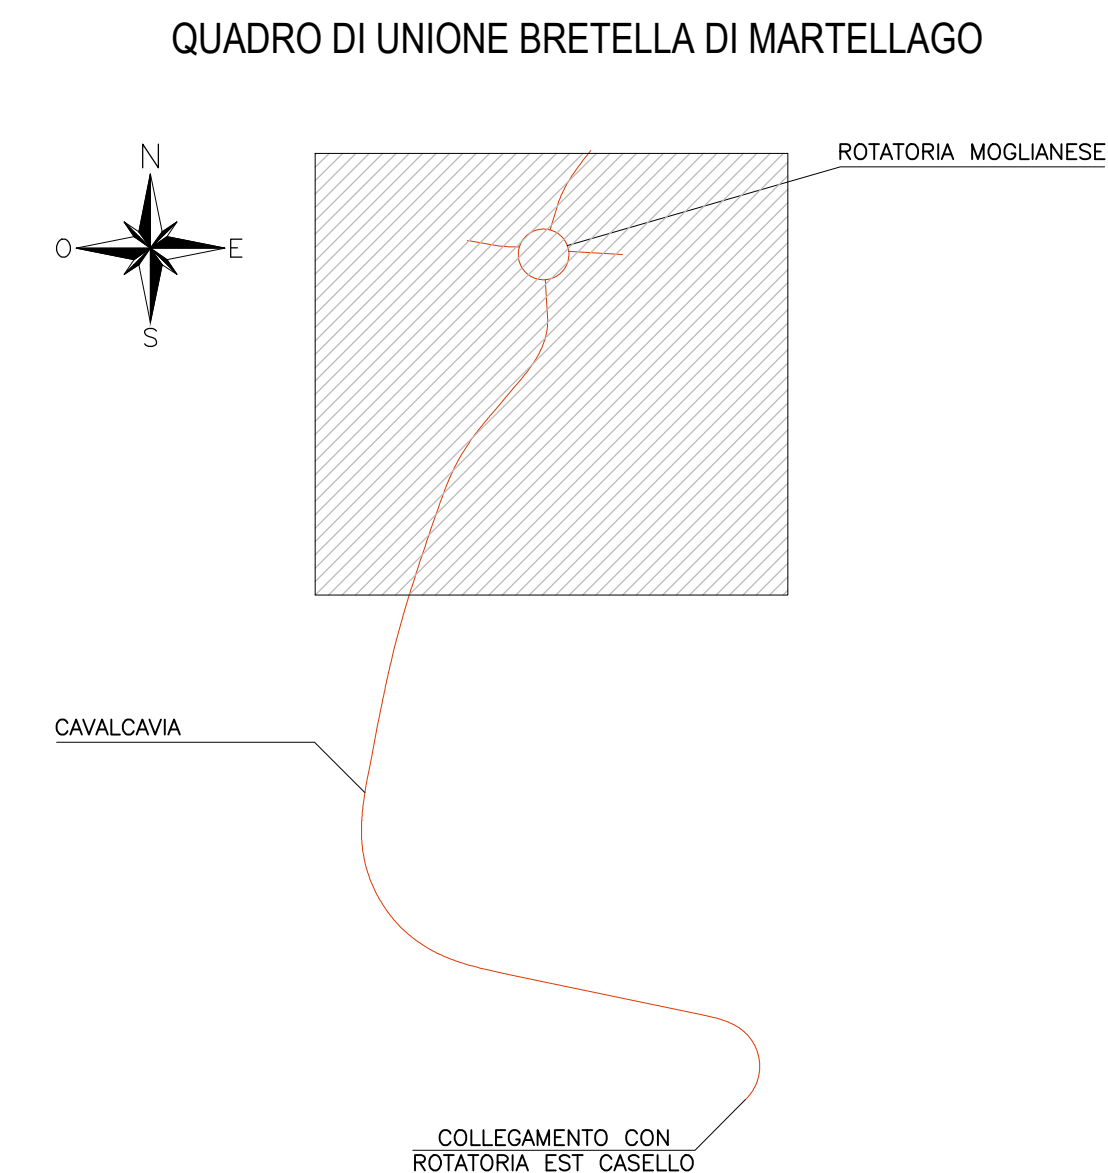 QUADRO DI UNIONE BRETELLA DI MARTELLAGO
N
ROTATORIA MOGLIANESE
O
E
S
CAVALCAVIA
COLLEGAMENTO CON
ROTATORIA EST CASELLO